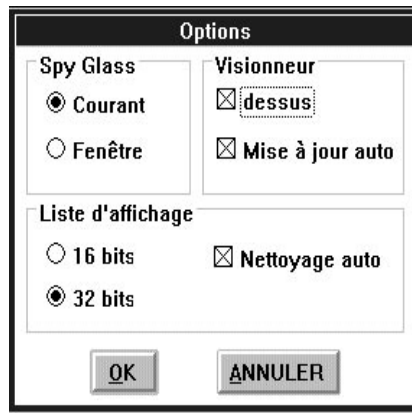 Options
Spy Glass
Courant
Fenêtre
Visionneur
dessus
Mise à jour auto
Liste d'affichage
16 bits
32 bits
Nettoyage auto
OK
ANNULER